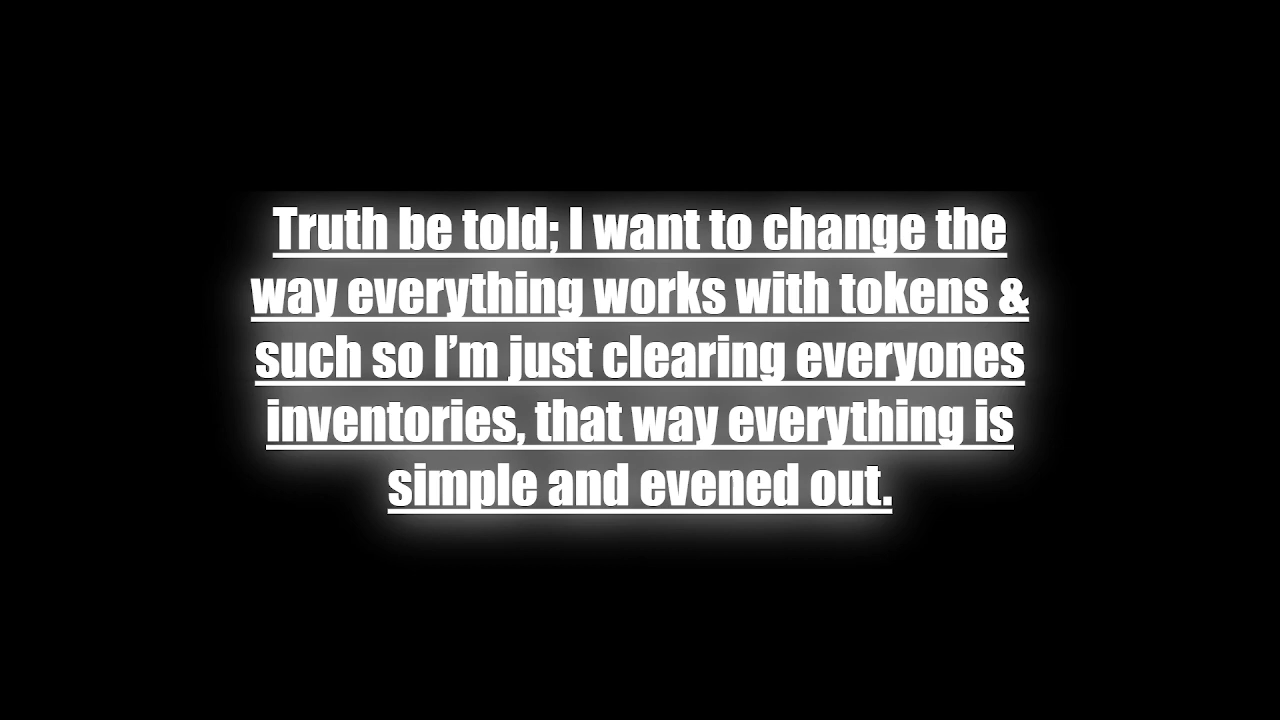 Truth be told; I want to change the
way everything works with tokens &
such so I’m just clearing everyones
inventories, that way everything is
simple and evened out.